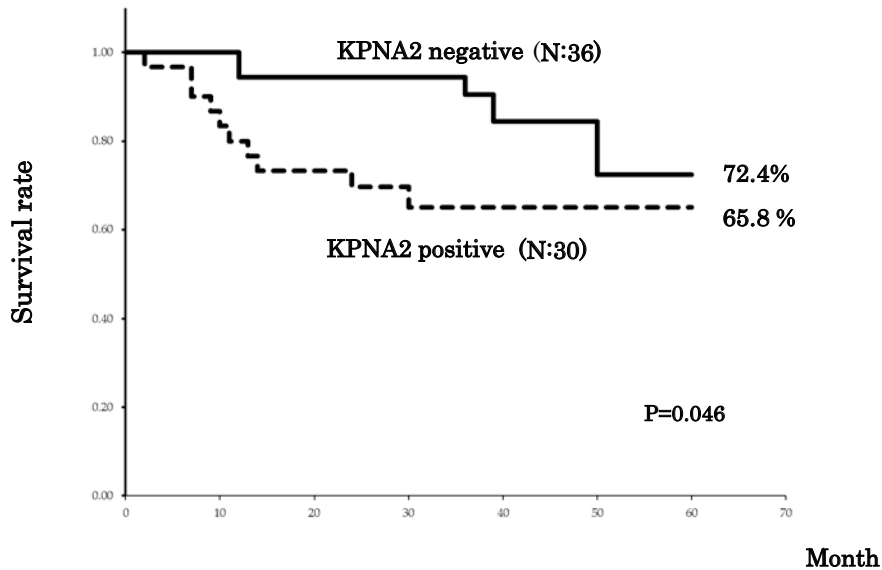 KPNA2 negative (N:36)
1.00
0.80
0.60
0.40
0.20
0.00
Survival rate
72.4%
65.8 %
KPNA2 positive (N:30)
P=0.046
0 10 20 30 40 50 60 70
Month